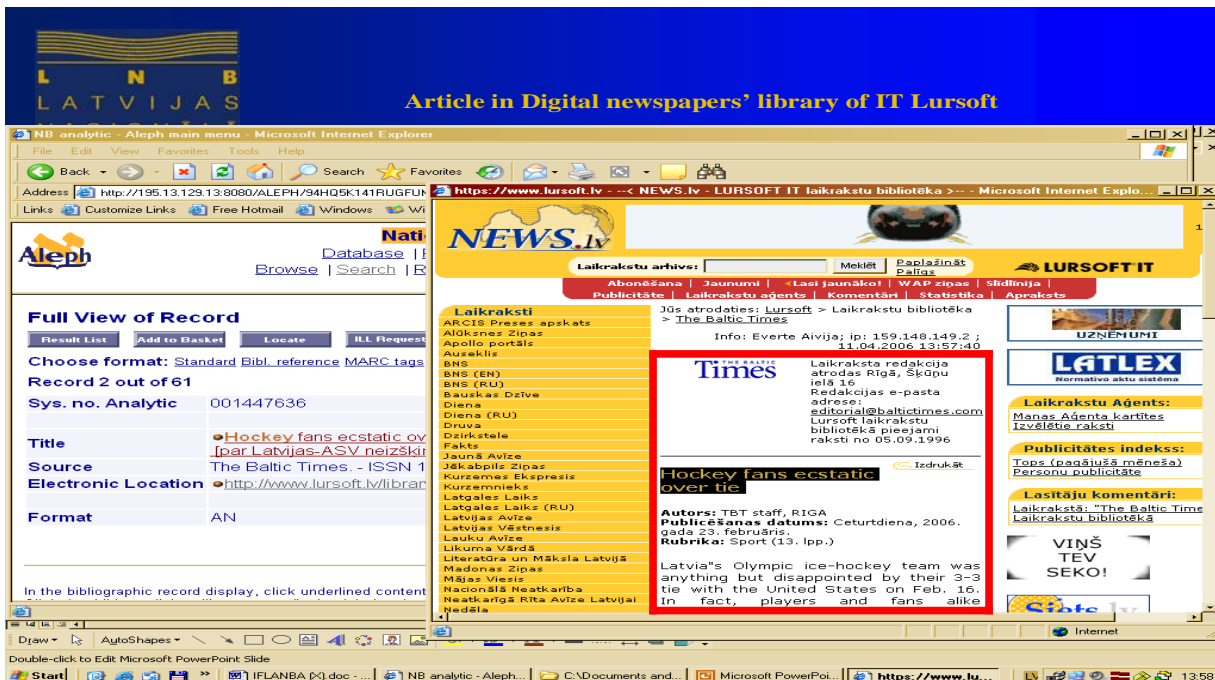 L N B
LATVIJAS
Article in Digital newspapers’ library of IT Lursoft
NB analytic - Aleph main menu - Microsoft Internet Explorer
File Edit View Favorites Tools Help
Back Search Favorites
Address http://195.13.129.13:8080/ALEPH/94HQ5K141RUGFUN
Links Customize Links Free Hotmail Windows Wi
Aleph
Nati
Database |
Browse | Search | R
Full View of Record
Result List Add to Basket Locate ILL Request
Choose format: Standard Bibl. reference MARC tags
Record 2 out of 61
Sys. no. Analytic 001447636
Title Hockey fans ecstatic ov
[par Latvijas-ASV neizšķir
Source The Baltic Times. - ISSN 1
Electronic Location http://www.lursoft.lv/librar
Format AN
In the bibliographic record display, click underlined content
https://www.lursoft.lv - --< NEWS.lv - LURSOFT IT laikrakstu bibliotēka >-- - Microsoft Internet Explo...
NEWS.lv
Laikrakstu arhivs: Meklēt Paplašināt
Palīgs
LURSOFT IT
Abonēšana | Jaunumi | <Lasi jaunāko! | WAP ziņas | Slīdlīnija |
Publicitāte | Laikrakstu aģents | Komentāri | Statistika | Apraksts
Laikraksti
ARCIS Preses apskats
Alūksnes Ziņas
Apollo portāls
Auseklis
BNS
BNS (EN)
BNS (RU)
Bauskas Dzīve
Diena
Diena (RU)
Druva
Dzirkstele
Fakts
Jaunā Avīze
Jēkabpils Ziņas
Kurzemes Ekspresis
Kurzemnieks
Latgales Laiks
Latgales Laiks (RU)
Latvijas Avīze
Latvijas Vēstnesis
Lauku Avīze
Likuma Vārdā
Literatūra un Māksla Latvijā
Madonas Ziņas
Mājas Viesis
Nacionālā Neatkarība
Neatkarīgā Rīta Avīze Latvijai
Nedēļa
Jūs atrodaties: Lursoft > Laikrakstu bibliotēka
> The Baltic Times
Info: Everte Aivija; ip: 159.148.149.2 ;
11.04.2006 13:57:40
THE BALTIC
Times
Laikraksta redakcija
atrodas Rīgā, Šķūņu
ielā 16
Redakcijas e-pasta
adrese:
editorial@baltictimes.com
Lursoft laikrakstu
bibliotēkā pieejami
raksti no 05.09.1996
Izdrukāt
Hockey fans ecstatic
over tie
Autors: TBT staff, RIGA
Publicēšanas datums: Ceturtdiena, 2006.
gada 23. februāris.
Rubrika: Sport (13. lpp.)
Latvia"s Olympic ice-hockey team was
anything but disappointed by their 3-3
tie with the United States on Feb. 16.
In fact, players and fans alike
UZŅĒMUMI
LATLEX
Normatīvo aktu sistēma
Laikrakstu Aģents:
Manas Aģenta kartītes
Izvēlētie raksti
Publicitātes indekss:
Tops (pagājušā mēneša)
Personu publicitāte
Lasītāju komentāri:
Laikrakstā: "The Baltic Time
Laikrakstu bibliotēkā
VIŅŠ
TEV
SEKO!
Siets.lv
Internet
Draw AutoShapes
Double-click to Edit Microsoft PowerPoint Slide
Start IFLANBA (X).doc - ... NB analytic - Aleph... C:\Documents and... Microsoft PowerPoi... https://www.lu... 13:58